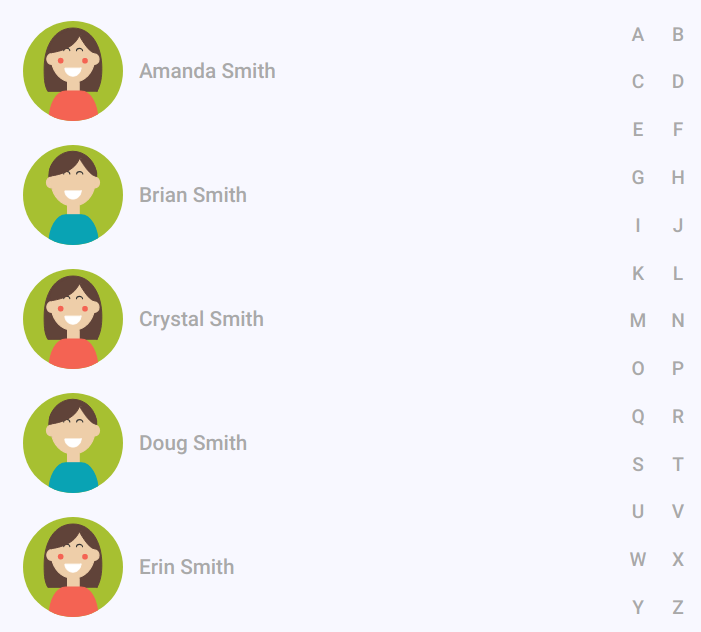 Amanda Smith
Brian Smith
Crystal Smith
Doug Smith
Erin Smith
A B
C D
E F
G H
I J
K L
M N
O P
Q R
S T
U V
W X
Y Z